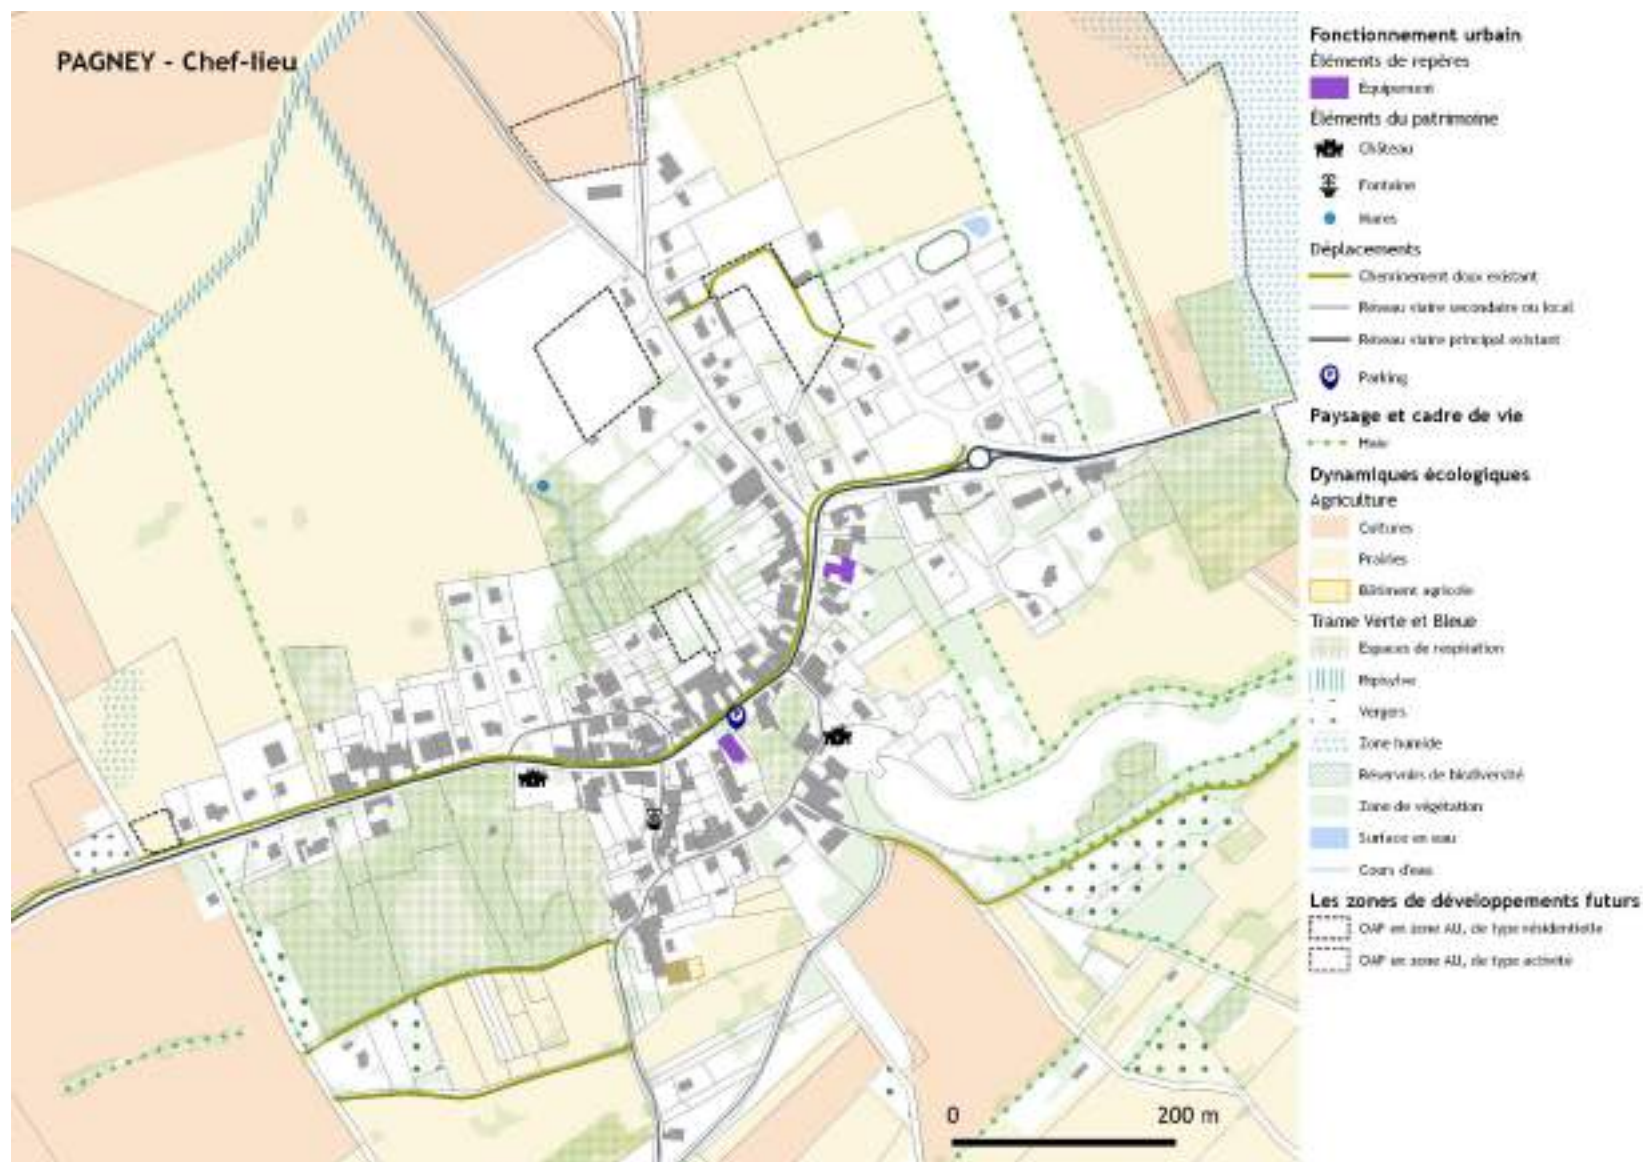 PAGNEY - Chef-lieu
Fonctionnement urbain
Éléments de repères
Équipement
Éléments du patrimoine
Château
Fontaine
Mares
Déplacements
Cheminement doux existant
Réseau viaire secondaire ou local
Réseau viaire principal existant
Parking
Paysage et cadre de vie
Haie
Dynamiques écologiques
Agriculture
Cultures
Prairies
Bâtiment agricole
Trame Verte et Bleue
Espaces de respiration
Ripisylve
Vergers
Zone humide
Réservoirs de biodiversité
Zone de végétation
Surface en eau
Cours d'eau
Les zones de développements futurs
OAP en zone AU, de type résidentielle
OAP en zone AU, de type activité
0 200 m